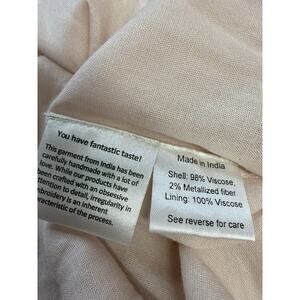 You have fantastic taste!
This garment from India has been
carefully handmade with a lot of
love. While our products have
been crafted with an obsessive
attention to detail, irregularity in
embroidery is an inherent
characteristic of the process.
Made in India
Shell: 98% Viscose,
2% Metallized fiber
Lining: 100% Viscose
See reverse for care